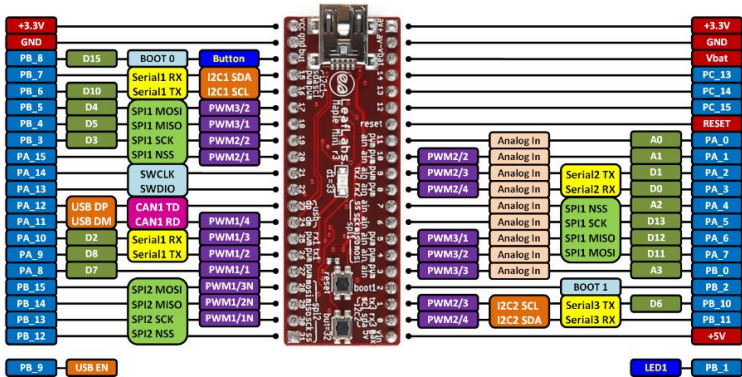 +3.3V
GND
PB_8 D15 BOOT 0 Button
PB_7 Serial1 RX I2C1 SDA
PB_6 D10 Serial1 TX I2C1 SCL
PB_5 D4 SPI1 MOSI PWM3/2
PB_4 D5 SPI1 MISO PWM3/1
PB_3 D3 SPI1 SCK PWM2/2
PA_15 SPI1 NSS PWM2/1
PA_14 SWCLK
PA_13 SWDIO
PA_12 USB DP CAN1 TD
PA_11 USB DM CAN1 RD PWM1/4
PA_10 D2 Serial1 RX PWM1/3
PA_9 D8 Serial1 TX PWM1/2
PA_8 D7 PWM1/1
PB_15 SPI2 MOSI PWM1/3N
PB_14 SPI2 MISO PWM1/2N
PB_13 SPI2 SCK PWM1/1N
PB_12 SPI2 NSS
PB_9 USB EN
LeafLabs
Maple Mini r3
reset
boot1
but=32
+3.3V
GND
Vbat
PC_13
PC_14
PC_15
RESET
Analog In A0 PA_0
PWM2/2 Analog In A1 PA_1
PWM2/3 Analog In Serial2 TX D1 PA_2
PWM2/4 Analog In Serial2 RX D0 PA_3
Analog In SPI1 NSS A2 PA_4
Analog In SPI1 SCK D13 PA_5
PWM3/1 Analog In SPI1 MISO D12 PA_6
PWM3/2 Analog In SPI1 MOSI D11 PA_7
PWM3/3 Analog In A3 PB_0
BOOT 1 PB_2
PWM2/3 I2C2 SCL Serial3 TX D6 PB_10
PWM2/4 I2C2 SDA Serial3 RX PB_11
+5V
LED1 PB_1